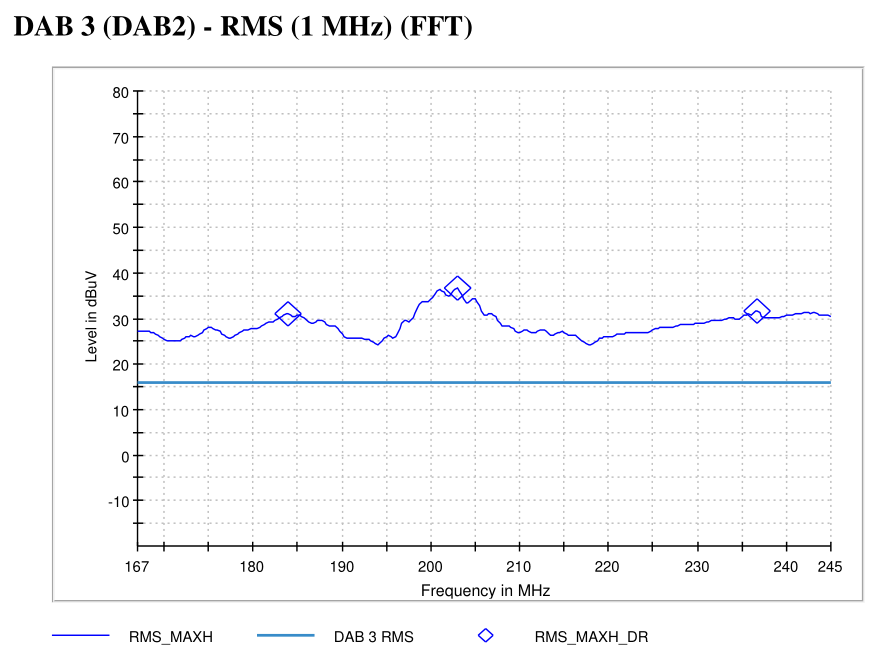 DAB 3 (DAB2) - RMS (1 MHz) (FFT)
80
70
60
50
40
30
20
10
0
-10
Level in dBuV
167 180 190 200 210 220 230 240 245
Frequency in MHz
RMS_MAXH DAB 3 RMS RMS_MAXH_DR